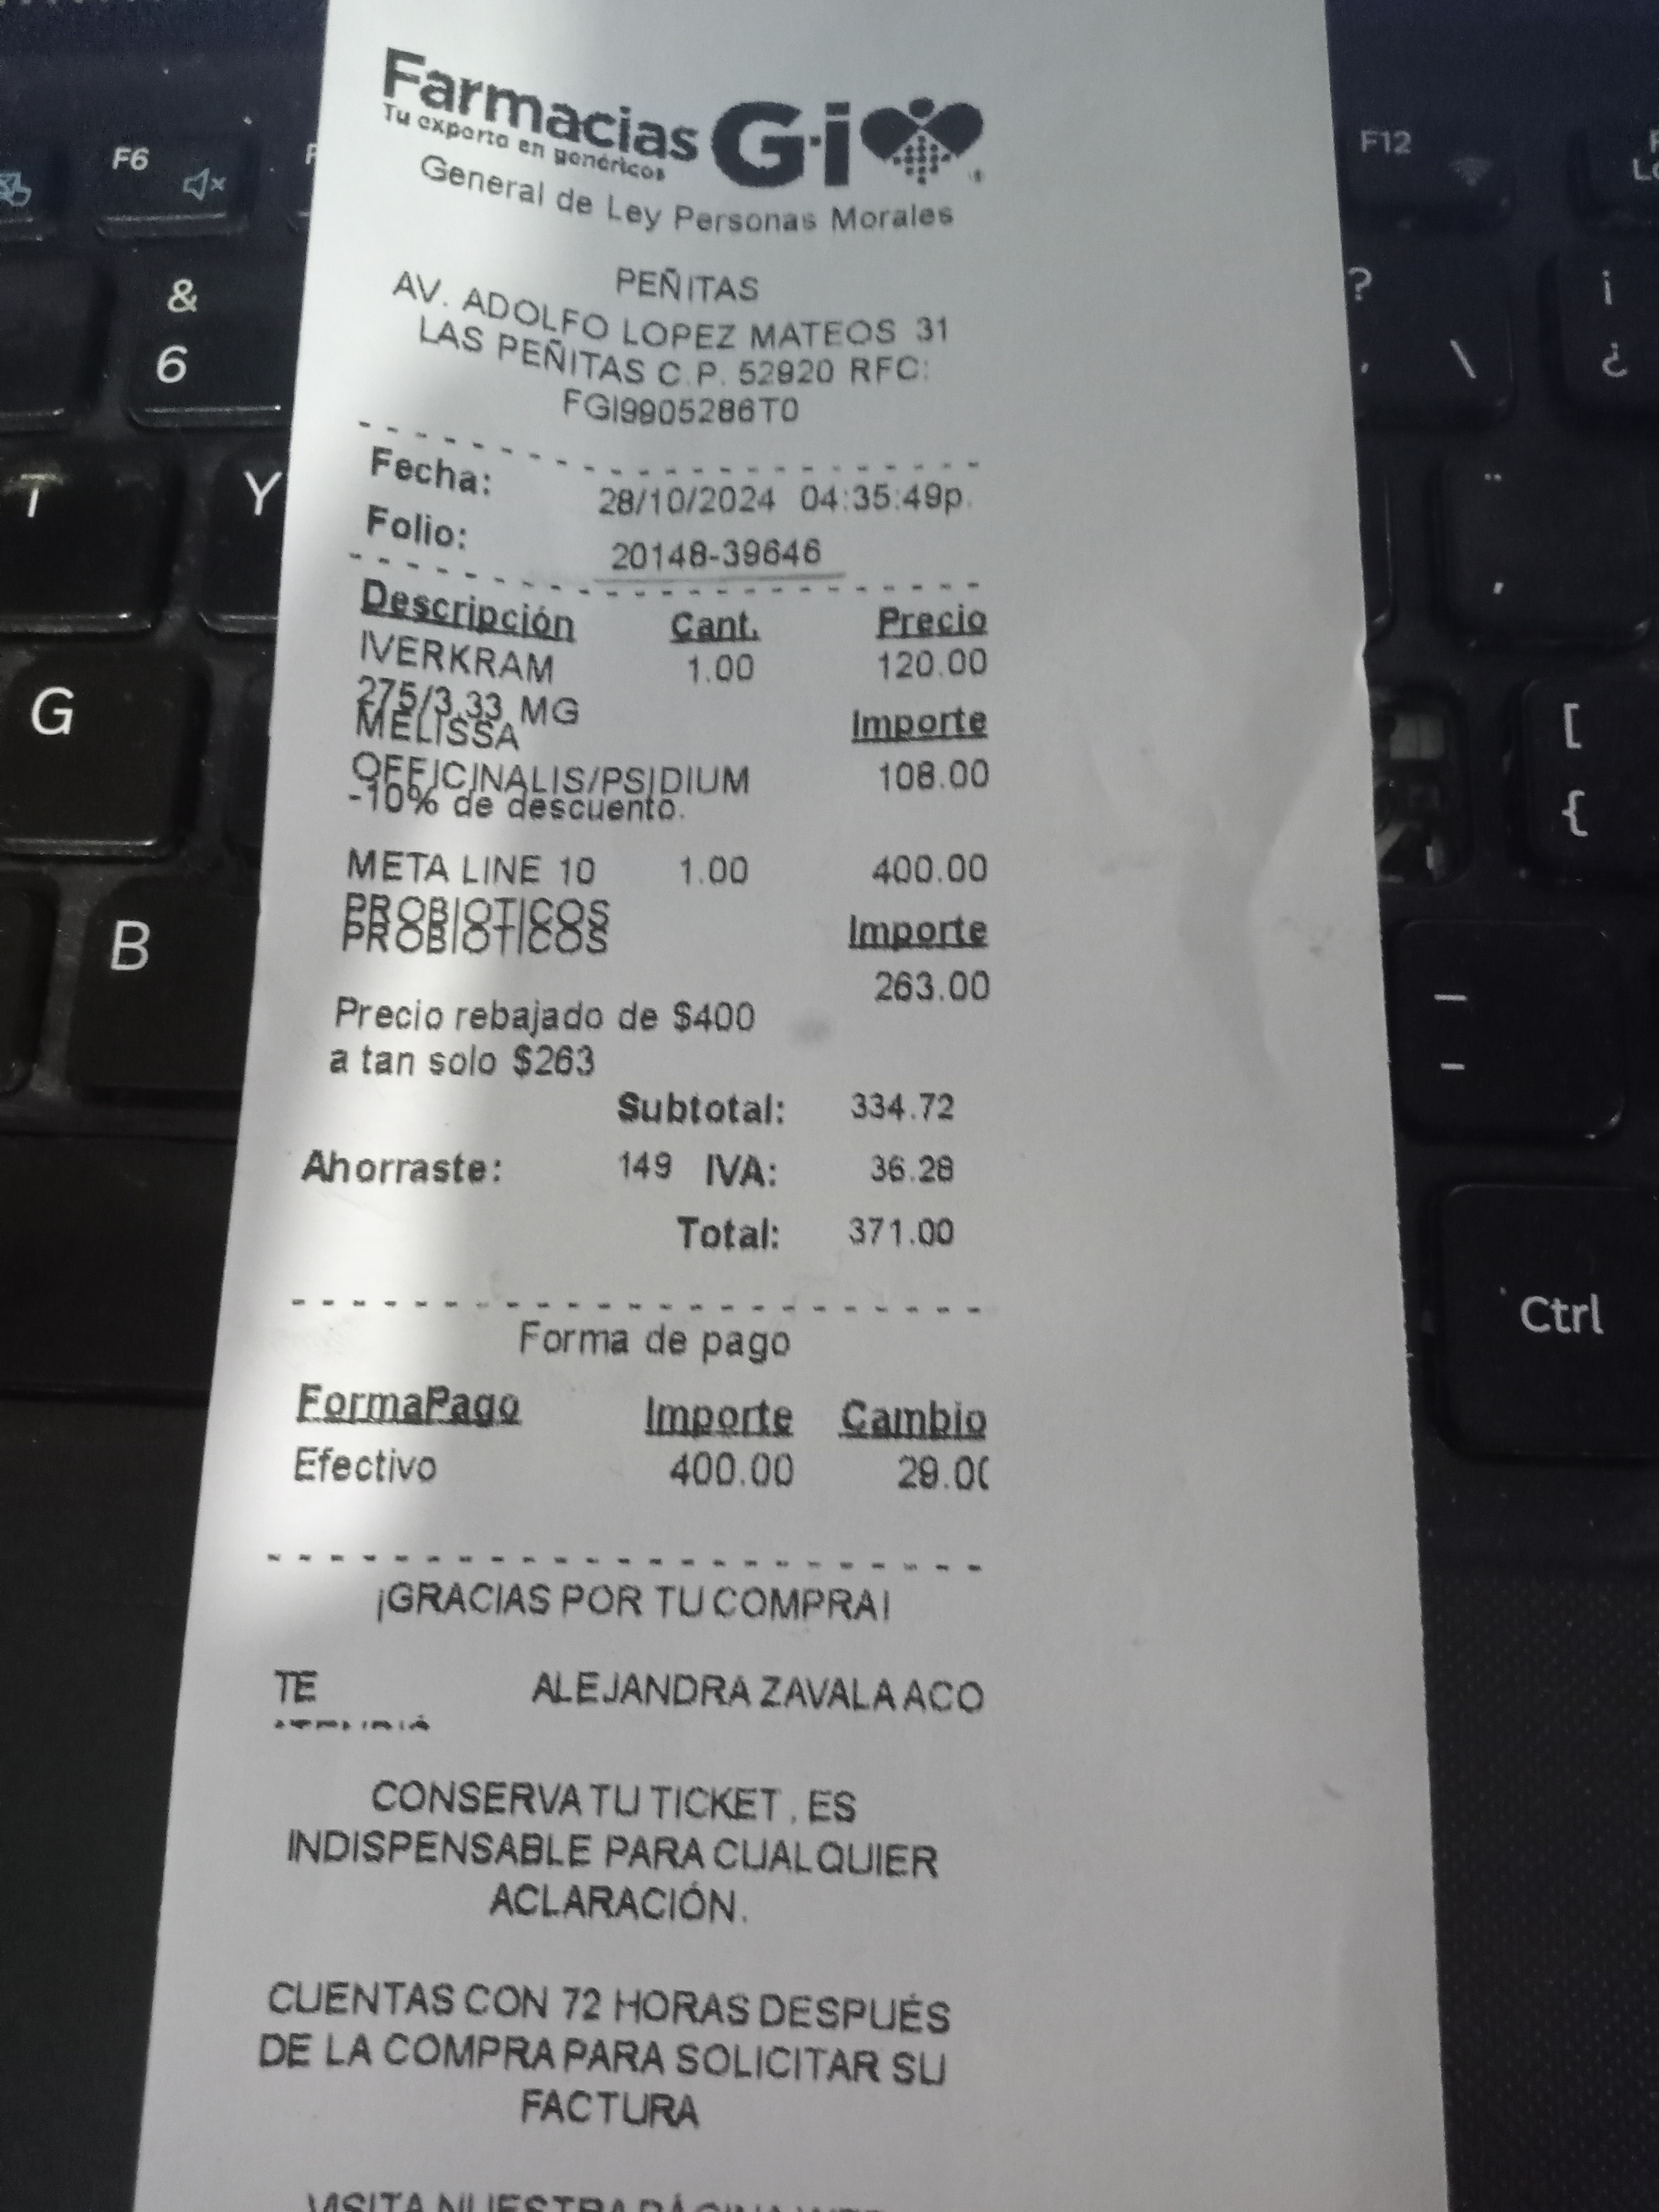 Farmacias G·i
Tu experto en genéricos
General de Ley Personas Morales
PEÑITAS
AV. ADOLFO LOPEZ MATEOS 31
LAS PEÑITAS C.P. 52920 RFC:
FGI9905286T0
Fecha: 28/10/2024 04:35:49p.
Folio: 20148-39646
Descripción Cant. Precio
IVERKRAM 1.00 120.00
275/3.33 MG
MELISSA Importe
OFFICINALIS/PSIDIUM 108.00
-10% de descuento.
META LINE 10 1.00 400.00
PROBIOTICOS
PROBIOTICOS Importe
263.00
Precio rebajado de $400
a tan solo $263
Subtotal: 334.72
Ahorraste: 149 IVA: 36.28
Total: 371.00
Forma de pago
FormaPago Importe Cambio
Efectivo 400.00 29.00
¡GRACIAS POR TU COMPRA!
TE ALEJANDRA ZAVALA ACO
CONSERVA TU TICKET , ES
INDISPENSABLE PARA CUALQUIER
ACLARACIÓN.
CUENTAS CON 72 HORAS DESPUÉS
DE LA COMPRA PARA SOLICITAR SU
FACTURA
VISITA NUESTRA PÁGINA WEB
F6
F12
&
6
?
\
¡
¿
T
Y
¨
,
G
[
{
B
_
-
Ctrl